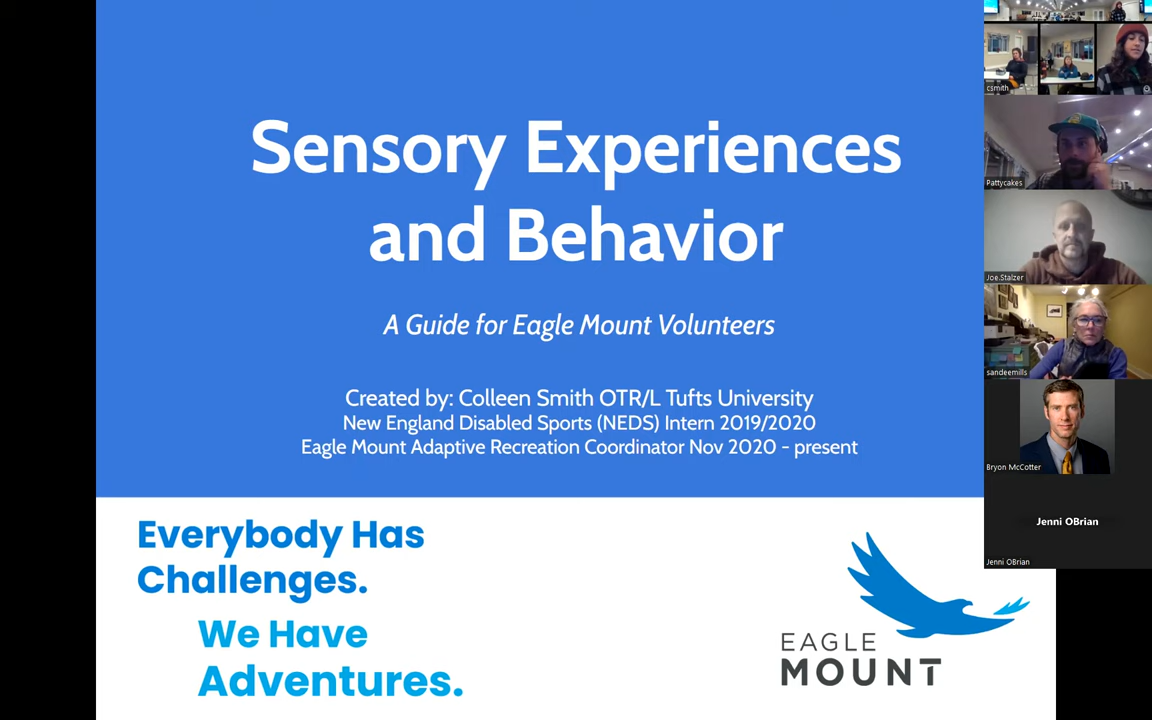 Sensory Experiences
and Behavior
A Guide for Eagle Mount Volunteers
Created by: Colleen Smith OTR/L Tufts University
New England Disabled Sports (NEDS) Intern 2019/2020
Eagle Mount Adaptive Recreation Coordinator Nov 2020 - present
Everybody Has
Challenges.
We Have
Adventures.
EAGLE
MOUNT
csmith
Pattycakes
Joe.Stalzer
sandeemills
Bryon McCotter
Jenni OBrian
Jenni OBrian